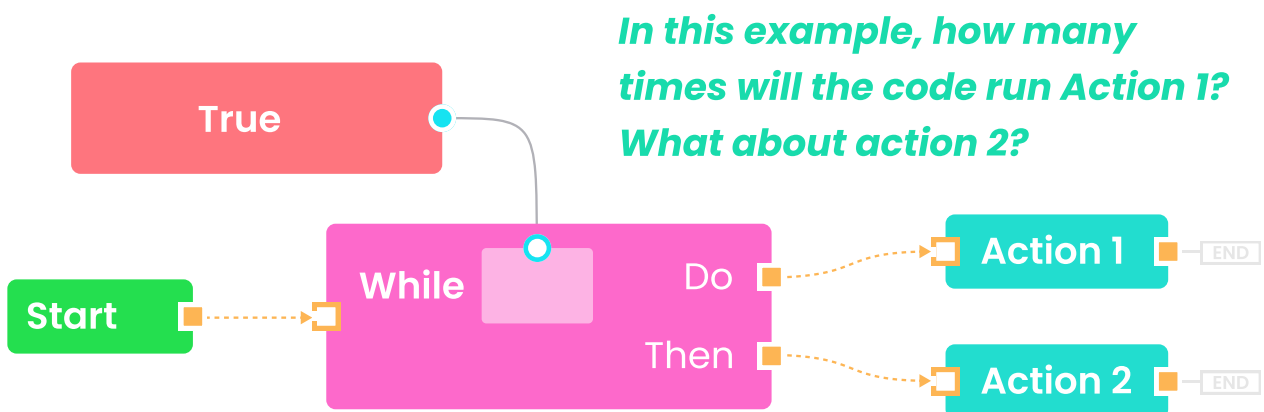 In this example, how many
times will the code run Action 1?
What about action 2?
True
Start
While
Do
Then
Action 1
END
Action 2
END